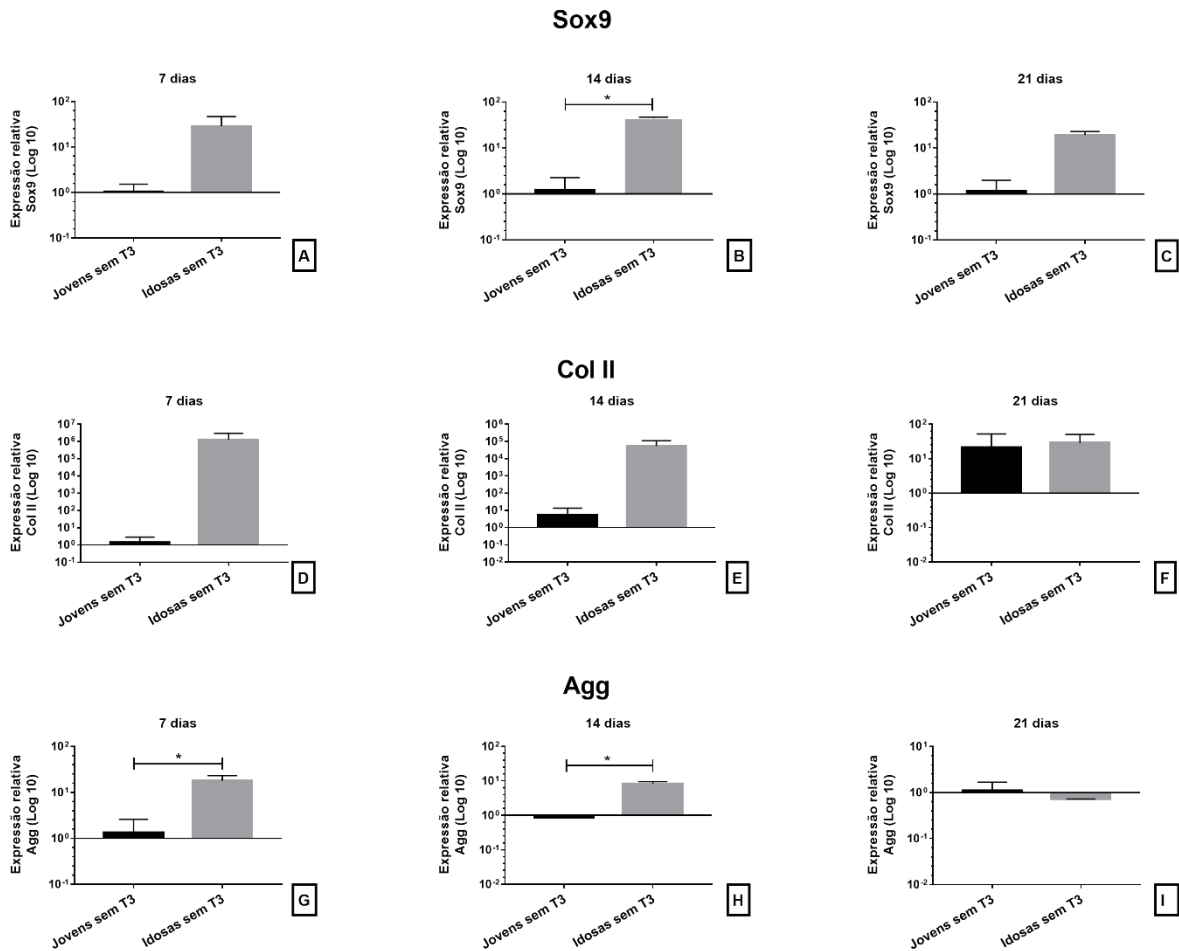 Sox9
7 dias
Expressão relativa
Sox9 (Log 10)
10²
10¹
10⁰
10⁻¹
Jovens sem T3
Idosas sem T3
A
14 dias
*
Expressão relativa
Sox9 (Log 10)
10²
10¹
10⁰
10⁻¹
Jovens sem T3
Idosas sem T3
B
21 dias
Expressão relativa
Sox9 (Log 10)
10²
10¹
10⁰
10⁻¹
Jovens sem T3
Idosas sem T3
C
Col II
7 dias
Expressão relativa
Col II (Log 10)
10⁷
10⁶
10⁵
10⁴
10³
10²
10¹
10⁰
10⁻¹
Jovens sem T3
Idosas sem T3
D
14 dias
Expressão relativa
Col II (Log 10)
10⁶
10⁵
10⁴
10³
10²
10¹
10⁰
10⁻¹
10⁻²
Jovens sem T3
Idosas sem T3
E
21 dias
Expressão relativa
Col II (Log 10)
10²
10¹
10⁰
10⁻¹
10⁻²
Jovens sem T3
Idosas sem T3
F
Agg
7 dias
*
Expressão relativa
Agg (Log 10)
10²
10¹
10⁰
10⁻¹
Jovens sem T3
Idosas sem T3
G
14 dias
*
Expressão relativa
Agg (Log 10)
10²
10¹
10⁰
10⁻¹
10⁻²
Jovens sem T3
Idosas sem T3
H
21 dias
Expressão relativa
Agg (Log 10)
10²
10¹
10⁰
10⁻¹
10⁻²
Jovens sem T3
Idosas sem T3
I